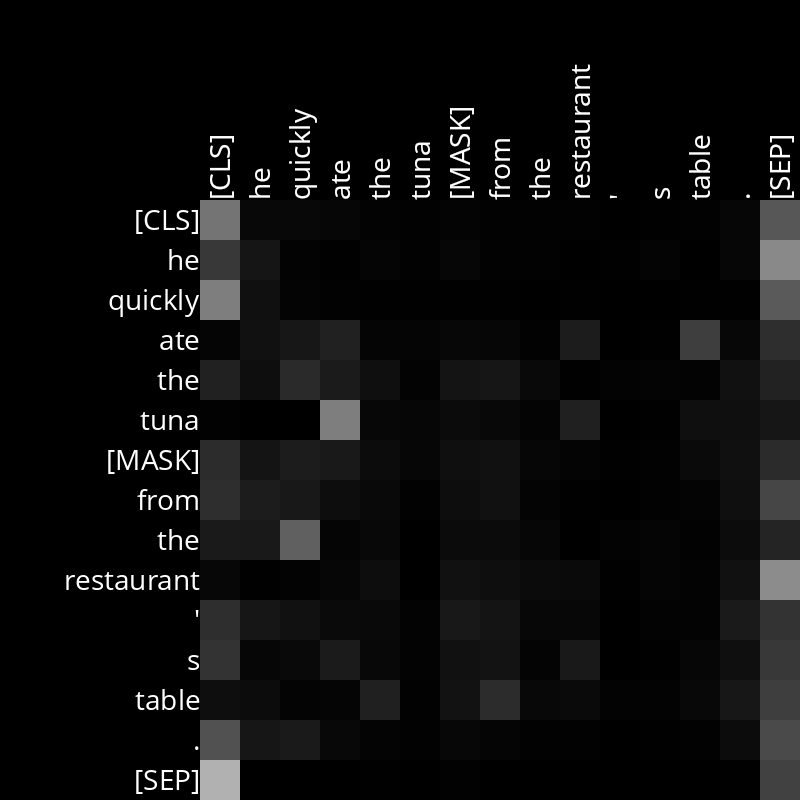 [CLS] he quickly ate the tuna [MASK] from the restaurant ' s table . [SEP]
[CLS]
he
quickly
ate
the
tuna
[MASK]
from
the
restaurant
'
s
table
.
[SEP]